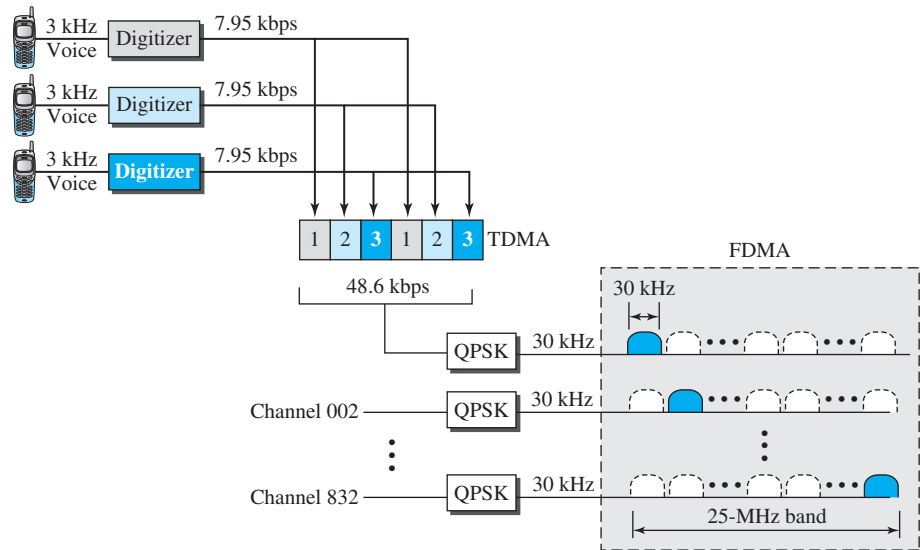 3 kHz
Voice
Digitizer
7.95 kbps
3 kHz
Voice
Digitizer
7.95 kbps
3 kHz
Voice
Digitizer
7.95 kbps
1 2 3 1 2 3 TDMA
48.6 kbps
FDMA
30 kHz
QPSK 30 kHz
Channel 002 QPSK 30 kHz
Channel 832 QPSK 30 kHz
25-MHz band